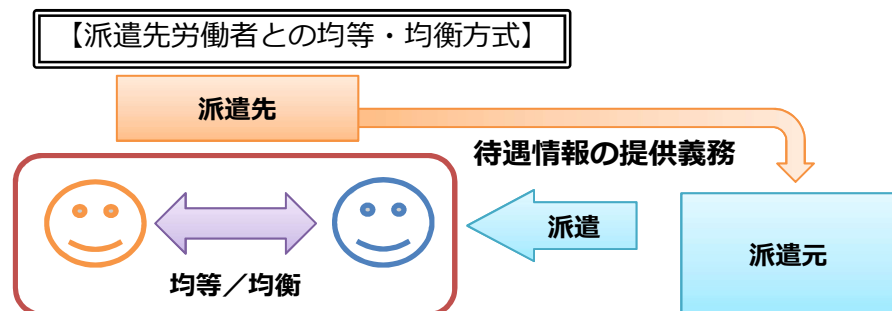 【派遣先労働者との均等・均衡方式】
派遣先
待遇情報の提供義務
派遣
派遣元
均等／均衡